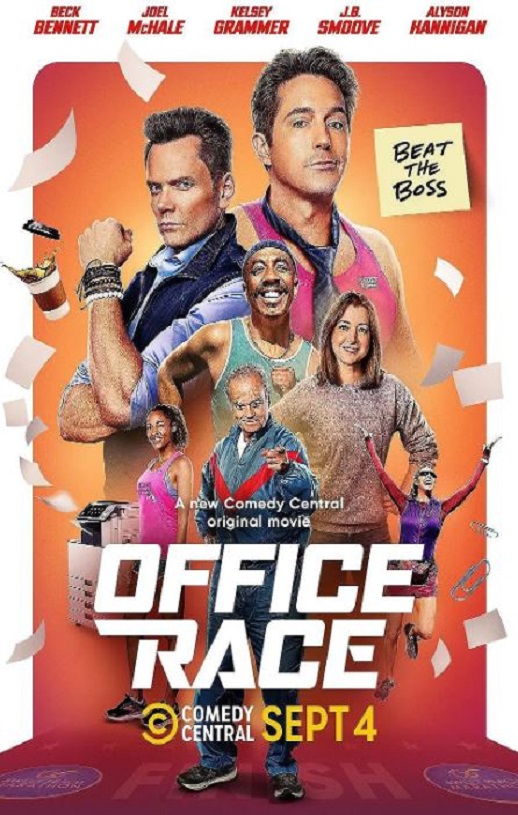 BECK BENNETT
JOEL McHALE
KELSEY GRAMMER
J.B. SMOOVE
ALYSON HANNIGAN
BEAT
THE
BOSS
A new Comedy Central
original movie
OFFICE
RACE
COMEDY
CENTRAL
SEPT 4